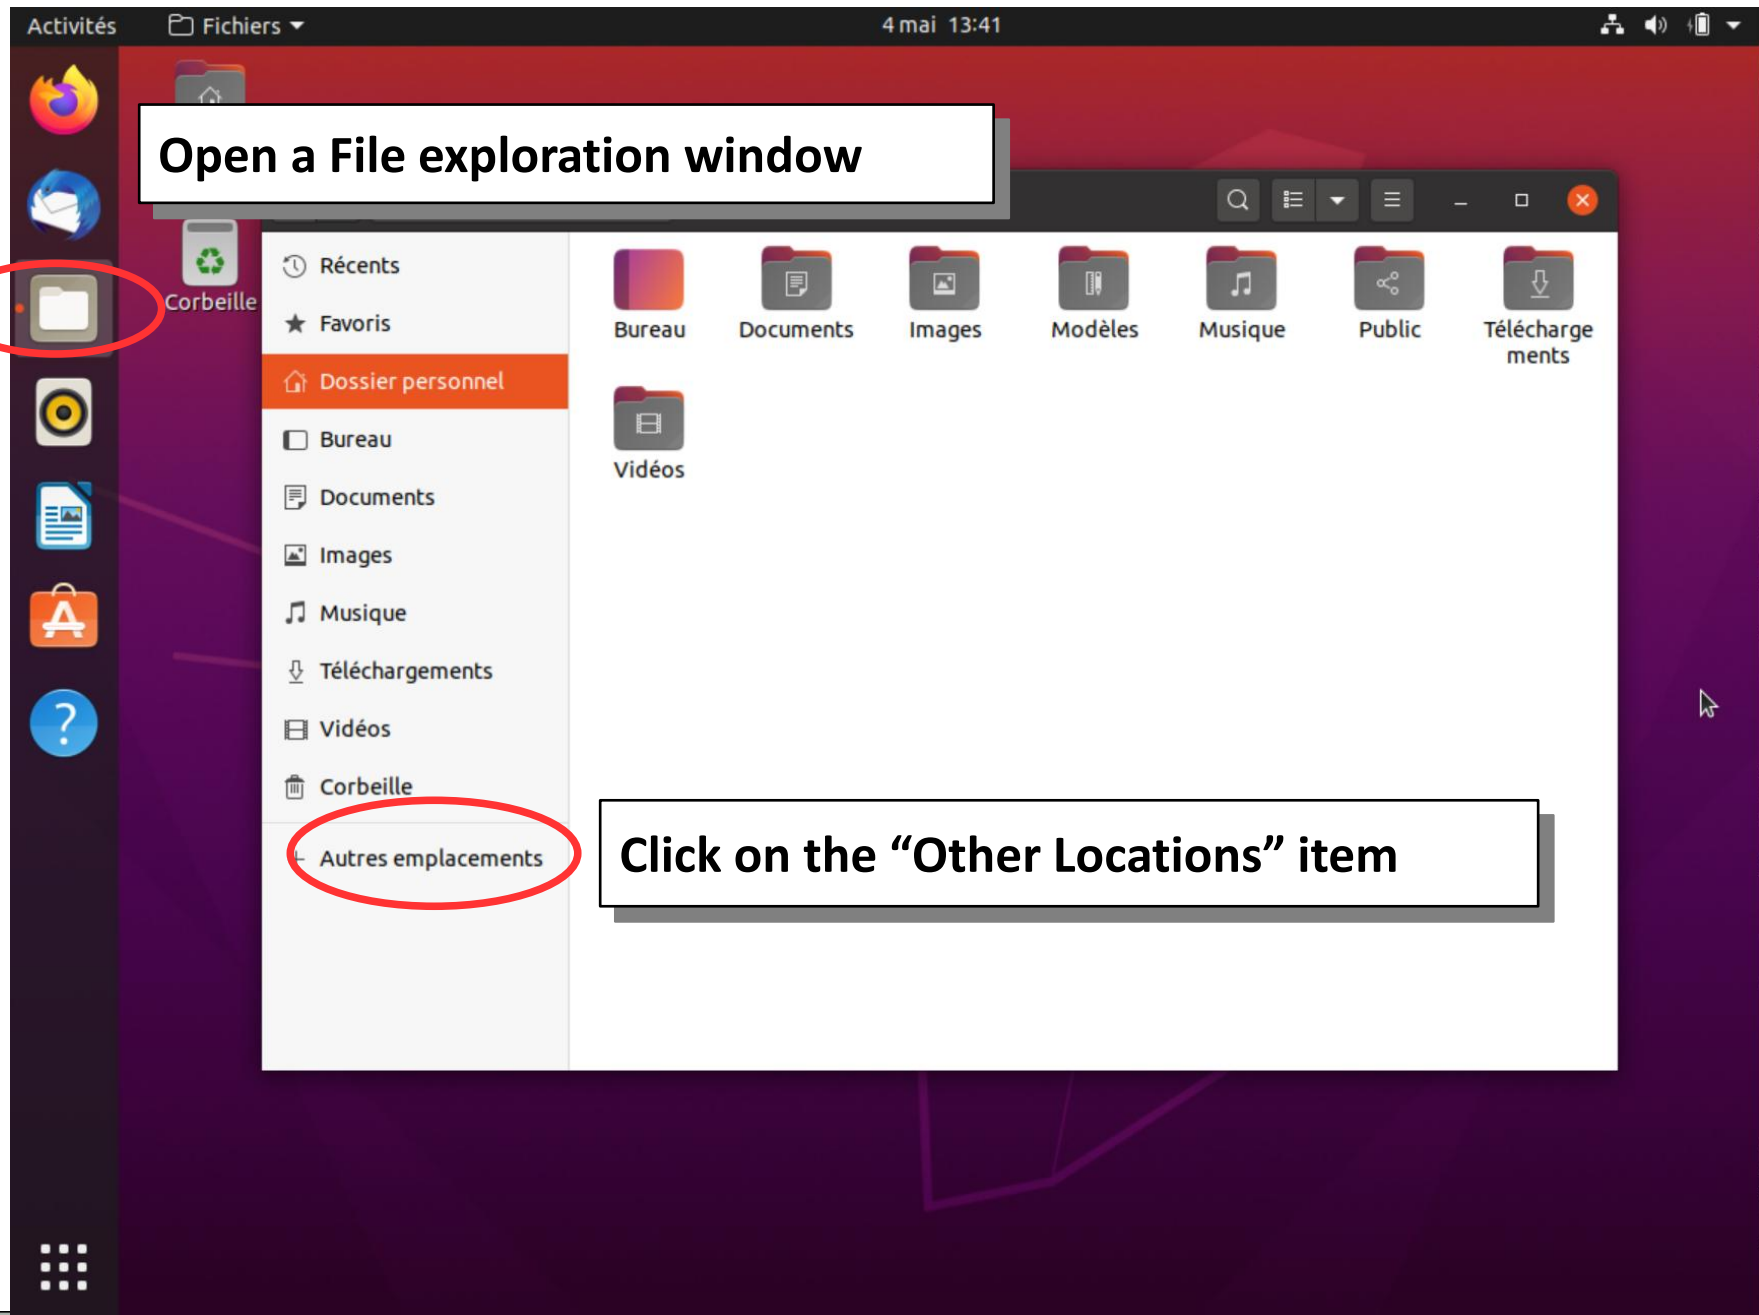 Activités
Fichiers
4 mai 13:41
Open a File exploration window
Corbeille
Récents
Favoris
Dossier personnel
Bureau
Documents
Images
Musique
Téléchargements
Vidéos
Corbeille
Autres emplacements
Bureau
Documents
Images
Modèles
Musique
Public
Télécharge
ments
Vidéos
Click on the “Other Locations” item